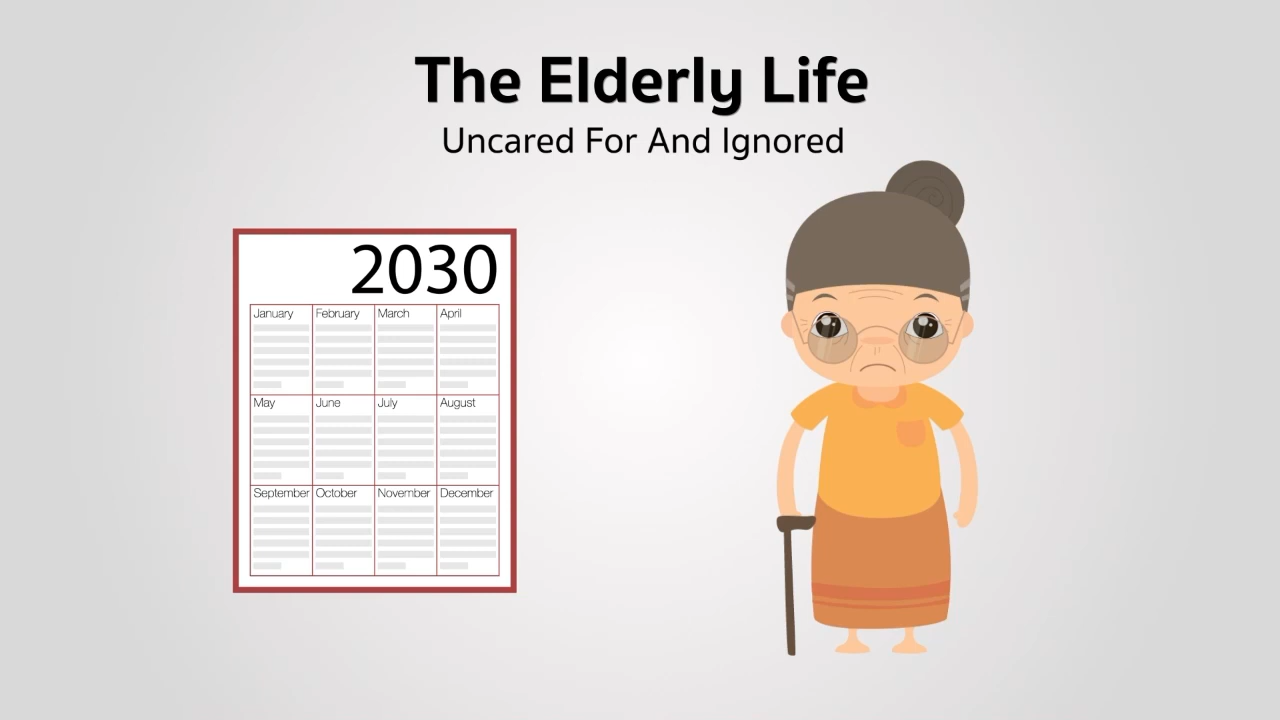 The Elderly Life
Uncared For And Ignored
2030
January February March April
May June July August
September October November December